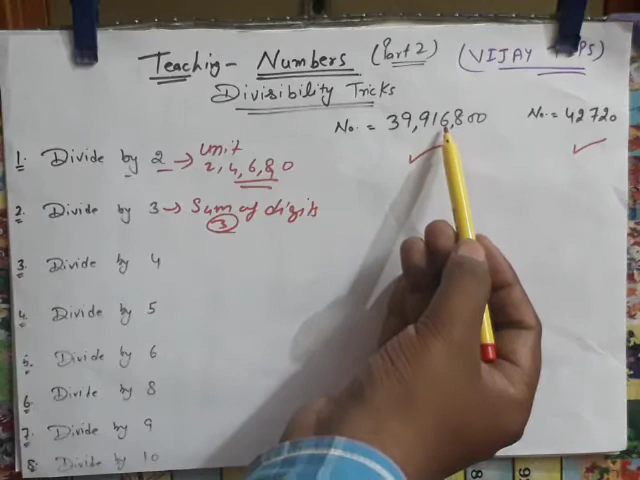 Teaching - Numbers (Part 2) (VIJAY PS)
Divisibility Tricks
No. = 39,916,800 No. = 42720
1. Divide by 2 → Unit
2, 4, 6, 8, 0
2. Divide by 3 → Sum of digits
3
3. Divide by 4
4. Divide by 5
5. Divide by 6
6. Divide by 8
7. Divide by 9
8. Divide by 10